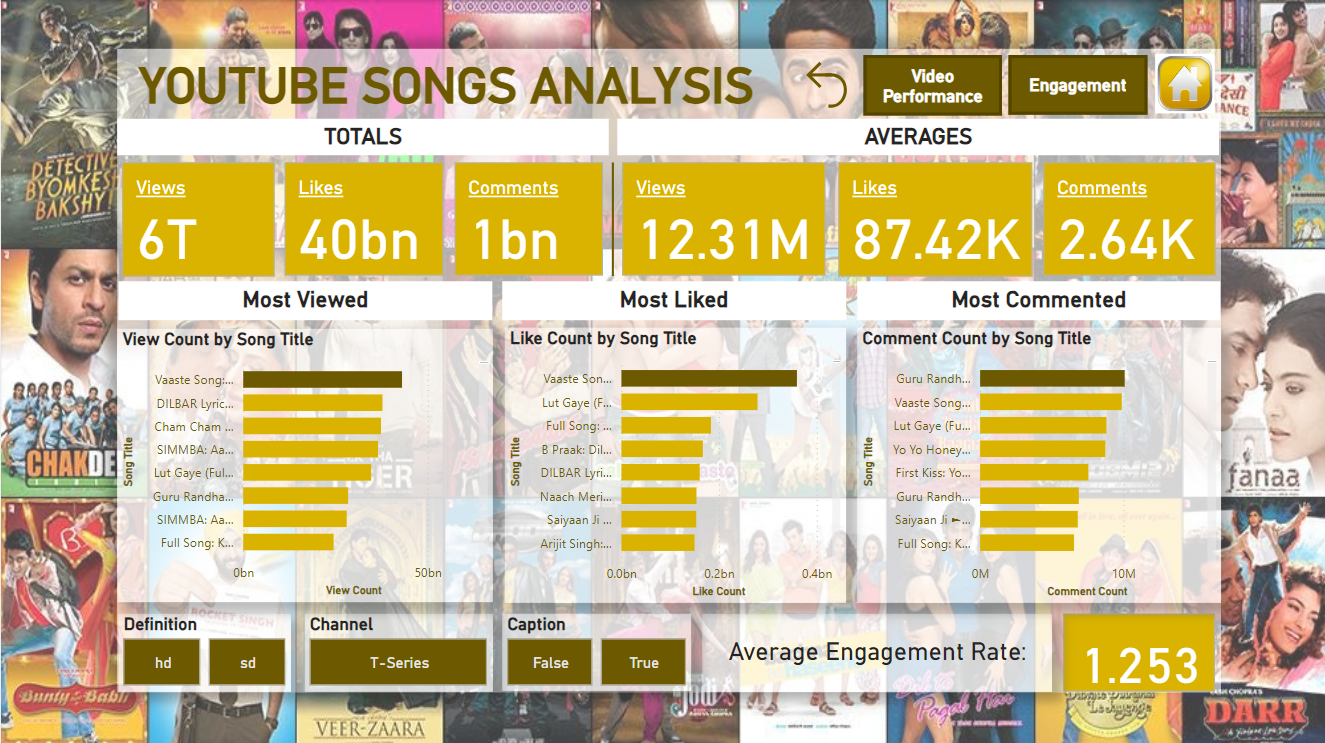 YOUTUBE SONGS ANALYSIS
Video
Performance
Engagement
TOTALS
AVERAGES
Views
6T
Likes
40bn
Comments
1bn
Views
12.31M
Likes
87.42K
Comments
2.64K
Most Viewed
Most Liked
Most Commented
View Count by Song Title
Song Title
Vaaste Song:...
DILBAR Lyric...
Cham Cham ...
SIMMBA: Aa...
Lut Gaye (Ful...
Guru Randha...
SIMMBA: Aa...
Full Song: K...
0bn
50bn
View Count
Like Count by Song Title
Song Title
Vaaste Son...
Lut Gaye (F...
Full Song: ...
B Praak: Dil...
DILBAR Lyri...
Naach Meri...
Saiyaan Ji ...
Arijit Singh:...
0.0bn
0.2bn
0.4bn
Like Count
Comment Count by Song Title
Song Title
Guru Randh...
Vaaste Song...
Lut Gaye (Fu...
Yo Yo Honey...
First Kiss: Yo...
Guru Randh...
Saiyaan Ji ►...
Full Song: K...
0M
10M
Comment Count
Definition
hd
sd
Channel
T-Series
Caption
False
True
Average Engagement Rate:
1.253
DETECTIVE
BYOMKESH
BAKSHY!
CHAK DE
fanaa
ROCKET SINGH
Bunty Babli
VEER-ZAARA
Dil To
Pagal Hai
YASH CHOPRA'S
DARR